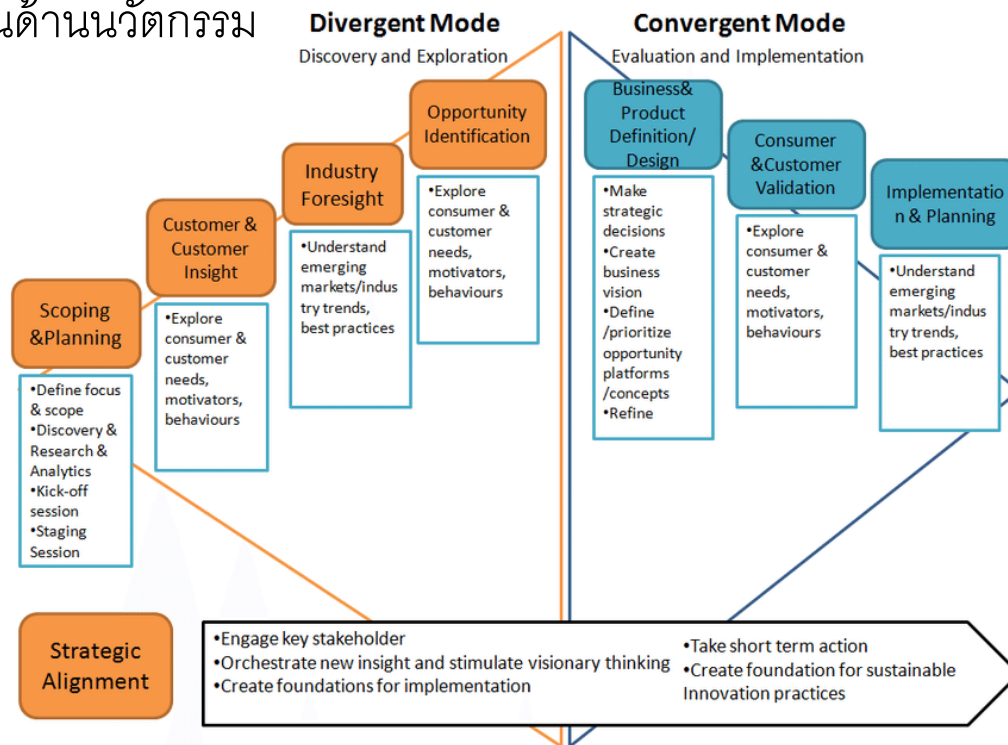 นด้านนวัตกรรม
Divergent Mode
Discovery and Exploration
Convergent Mode
Evaluation and Implementation
Scoping
&Planning
•Define focus
& scope
•Discovery &
Research &
Analytics
•Kick-off
session
•Staging
Session
Customer &
Customer
Insight
•Explore
consumer &
customer
needs,
motivators,
behaviours
Industry
Foresight
•Understand
emerging
markets/indus
try trends,
best practices
Opportunity
Identification
•Explore
consumer &
customer
needs,
motivators,
behaviours
Business&
Product
Definition/
Design
•Make
strategic
decisions
•Create
business
vision
•Define
/prioritize
opportunity
platforms
/concepts
•Refine
Consumer
&Customer
Validation
•Explore
consumer &
customer
needs,
motivators,
behaviours
Implementatio
n & Planning
•Understand
emerging
markets/indus
try trends,
best practices
Strategic
Alignment
•Engage key stakeholder
•Orchestrate new insight and stimulate visionary thinking
•Create foundations for implementation
•Take short term action
•Create foundation for sustainable
Innovation practices